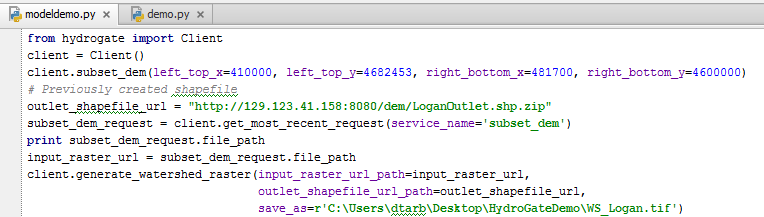 modeldemo.py × demo.py ×
from hydrogate import Client
client = Client()
client.subset_dem(left_top_x=410000, left_top_y=4682453, right_bottom_x=481700, right_bottom_y=4600000)
# Previously created shapefile
outlet_shapefile_url = "http://129.123.41.158:8080/dem/LoganOutlet.shp.zip"
subset_dem_request = client.get_most_recent_request(service_name='subset_dem')
print subset_dem_request.file_path
input_raster_url = subset_dem_request.file_path
client.generate_watershed_raster(input_raster_url_path=input_raster_url,
outlet_shapefile_url_path=outlet_shapefile_url,
save_as=r'C:\Users\dtarb\Desktop\HydroGateDemo\WS_Logan.tif')